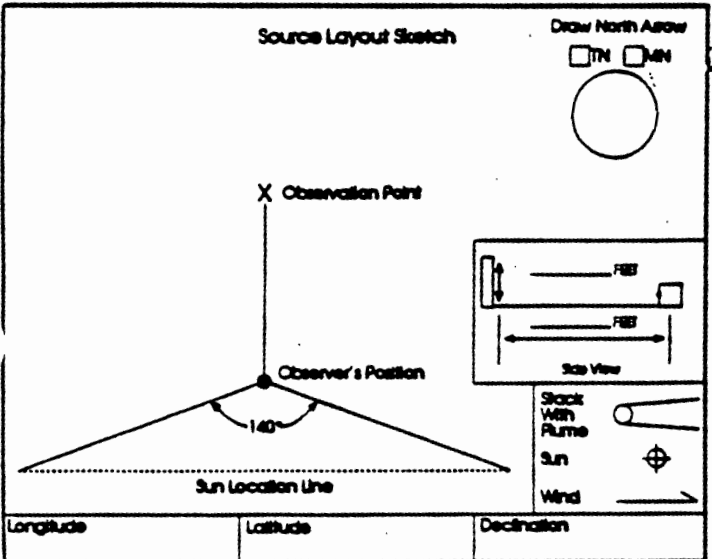 Source Layout Sketch
Draw North Arrow
TN MN
X Observation Point
FEET
FEET
Side View
Observer's Position
140°
Sun Location Line
Stack
With
Plume
Sun
Wind
Longitude
Latitude
Declination